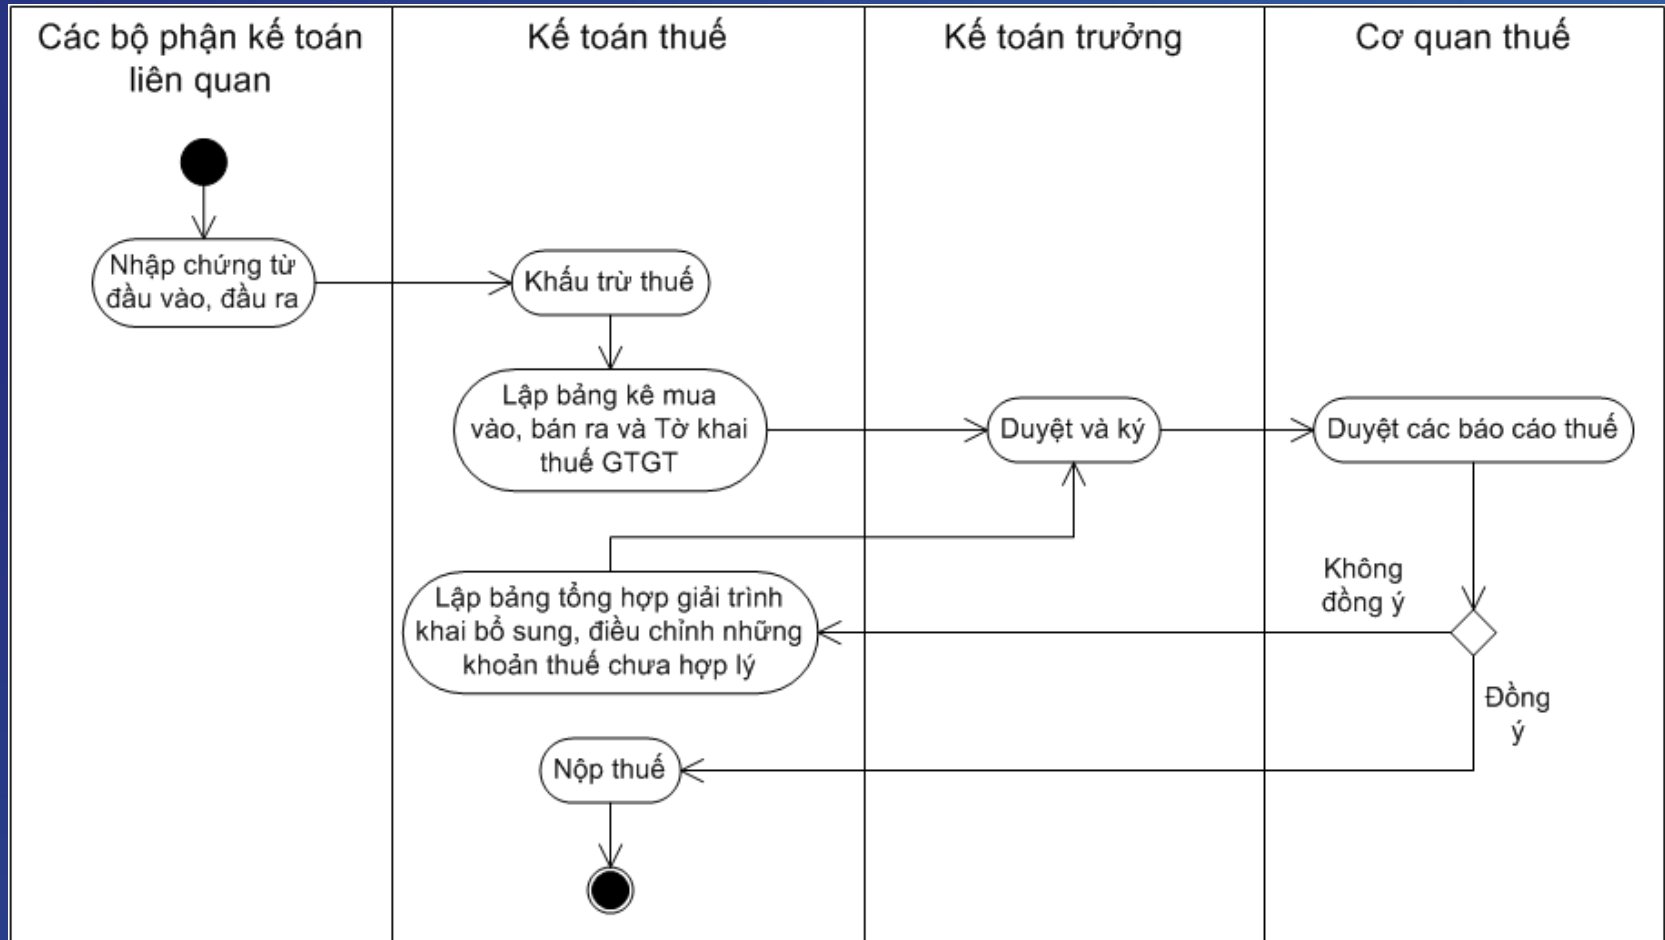 Các bộ phận kế toán
liên quan
Kế toán thuế
Kế toán trưởng
Cơ quan thuế
Nhập chứng từ
đầu vào, đầu ra
Khấu trừ thuế
Lập bảng kê mua
vào, bán ra và Tờ khai
thuế GTGT
Duyệt và ký
Duyệt các báo cáo thuế
Không
đồng ý
Lập bảng tổng hợp giải trình
khai bổ sung, điều chỉnh những
khoản thuế chưa hợp lý
Đồng
ý
Nộp thuế